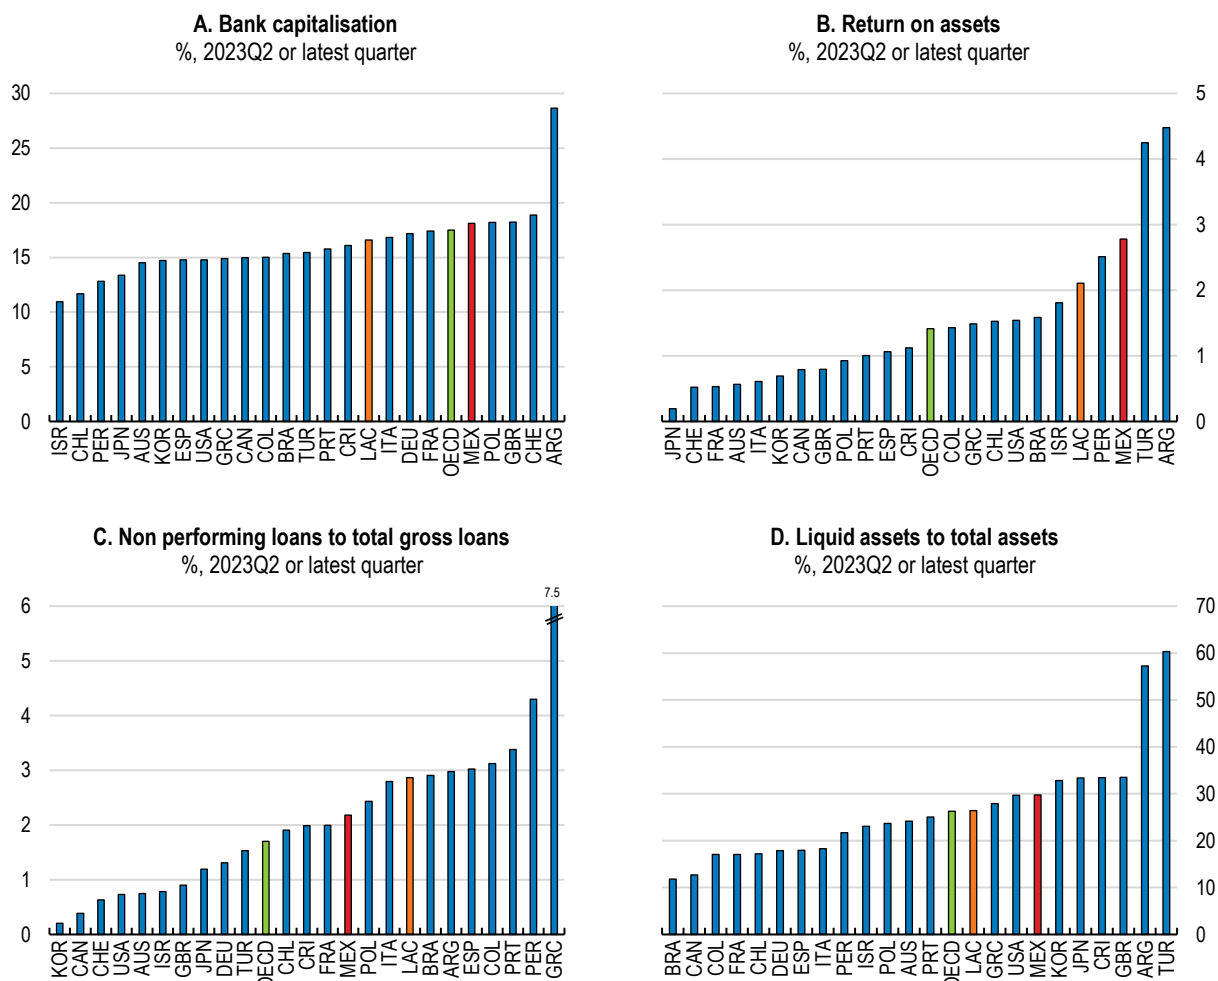 A. Bank capitalisation
%, 2023Q2 or latest quarter
30
25
20
15
10
5
0
ISR CHL PER JPN AUS KOR ESP USA GRC CAN COL BRA TUR PRT CRI LAC ITA DEU FRA OECD MEX POL GBR CHE ARG
B. Return on assets
%, 2023Q2 or latest quarter
5
4
3
2
1
0
JPN CHE FRA AUS ITA KOR CAN GBR POL PRT ESP CRI OECD COL GRC CHL USA BRA ISR LAC PER MEX TUR ARG
C. Non performing loans to total gross loans
%, 2023Q2 or latest quarter
7.5
6
5
4
3
2
1
0
KOR CAN CHE USA AUS ISR GBR JPN DEU TUR OECD CHL CRI FRA MEX POL ITA LAC BRA ARG ESP COL PRT PER GRC
D. Liquid assets to total assets
%, 2023Q2 or latest quarter
70
60
50
40
30
20
10
0
BRA CAN COL FRA CHL DEU ESP ITA PER ISR POL AUS PRT OECD LAC GRC USA MEX KOR JPN CRI GBR ARG TUR